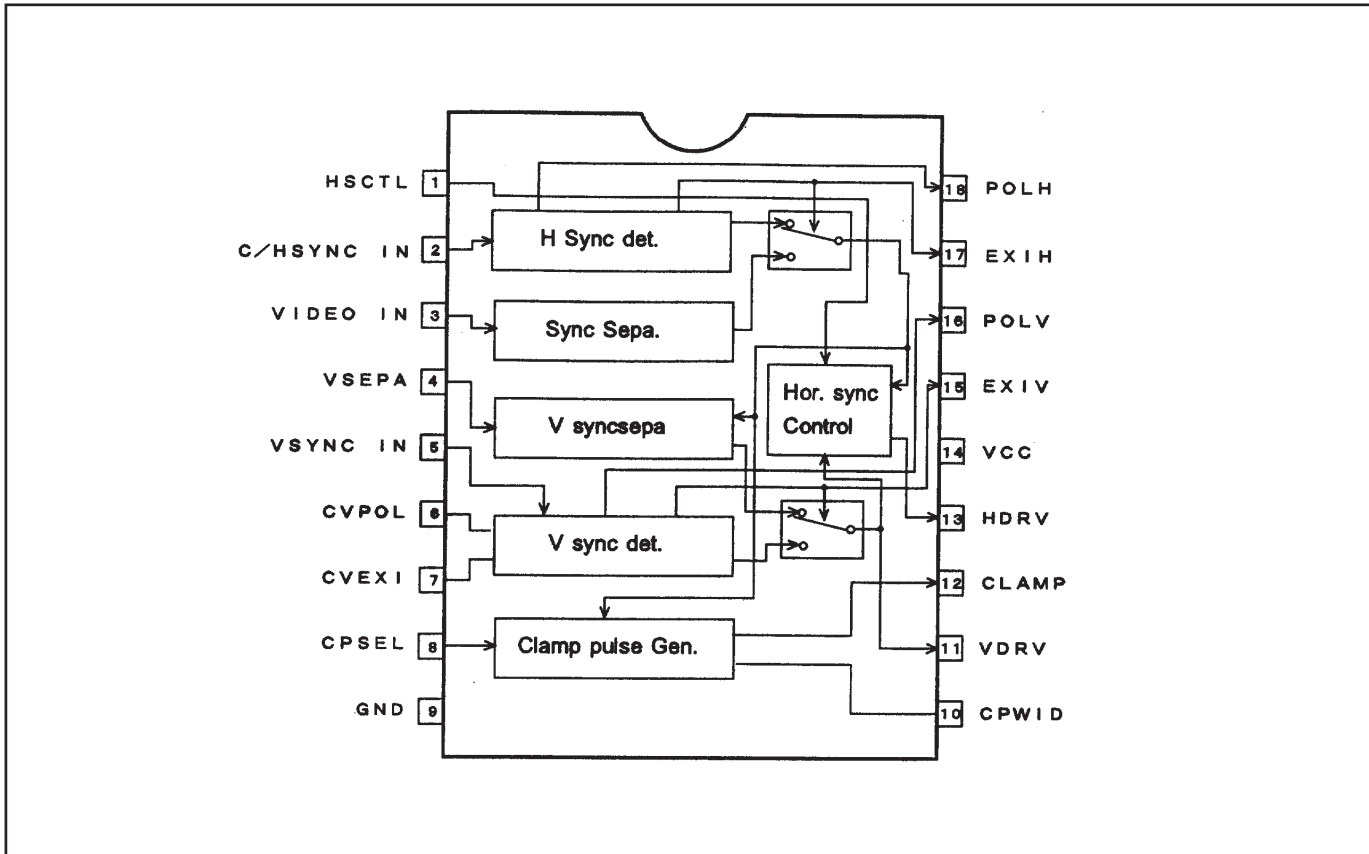 HSCTL 1
C/HSYNC IN 2
VIDEO IN 3
VSEPA 4
VSYNC IN 5
CVPOL 6
CVEXI 7
CPSEL 8
GND 9
H Sync det.
Sync Sepa.
V syncsepa
V sync det.
Clamp pulse Gen.
Hor. sync
Control
18 POLH
17 EXIH
16 POLV
15 EXIV
14 VCC
13 HDRV
12 CLAMP
11 VDRV
10 CPWID